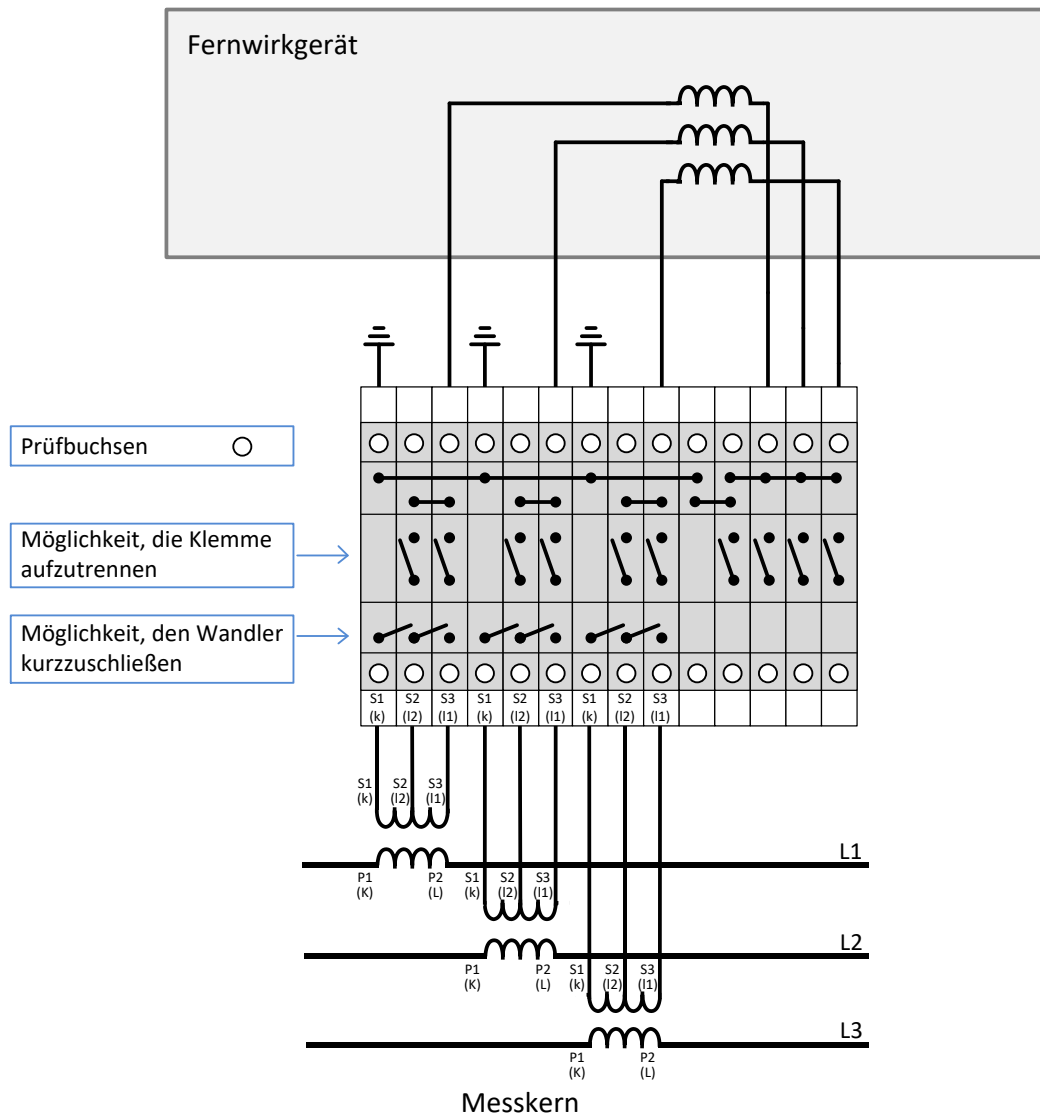 Fernwirkgerät
Prüfbuchsen
Möglichkeit, die Klemme
aufzutrennen
Möglichkeit, den Wandler
kurzzuschließen
S1 S2 S3 S1 S2 S3 S1 S2 S3
(k) (l2) (l1) (k) (l2) (l1) (k) (l2) (l1)
S1 S2 S3
(k) (l2) (l1)
L1
P1 P2 S1 S2 S3
(K) (L) (k) (l2) (l1)
L2
P1 P2 S1 S2 S3
(K) (L) (k) (l2) (l1)
L3
P1 P2
(K) (L)
Messkern